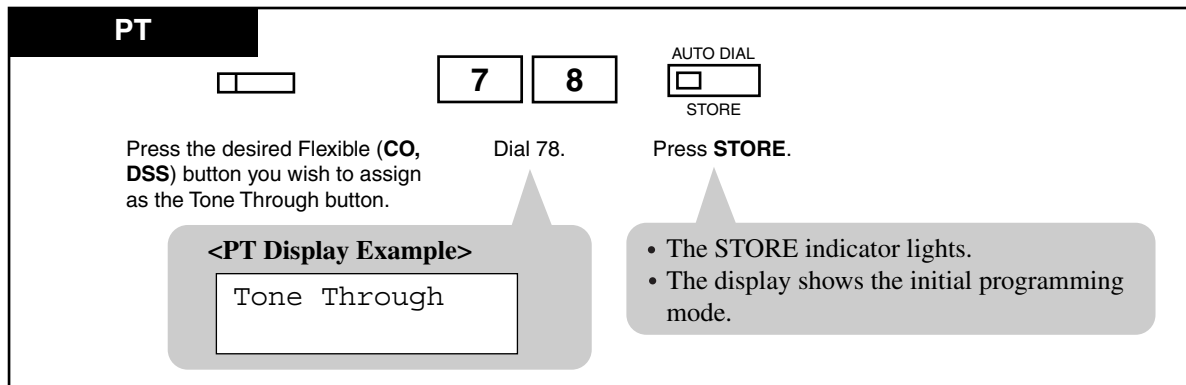 PT
7 8
AUTO DIAL
STORE
Press the desired Flexible (CO,
DSS) button you wish to assign
as the Tone Through button.
Dial 78.
Press STORE.
<PT Display Example>
Tone Through
• The STORE indicator lights.
• The display shows the initial programming
mode.